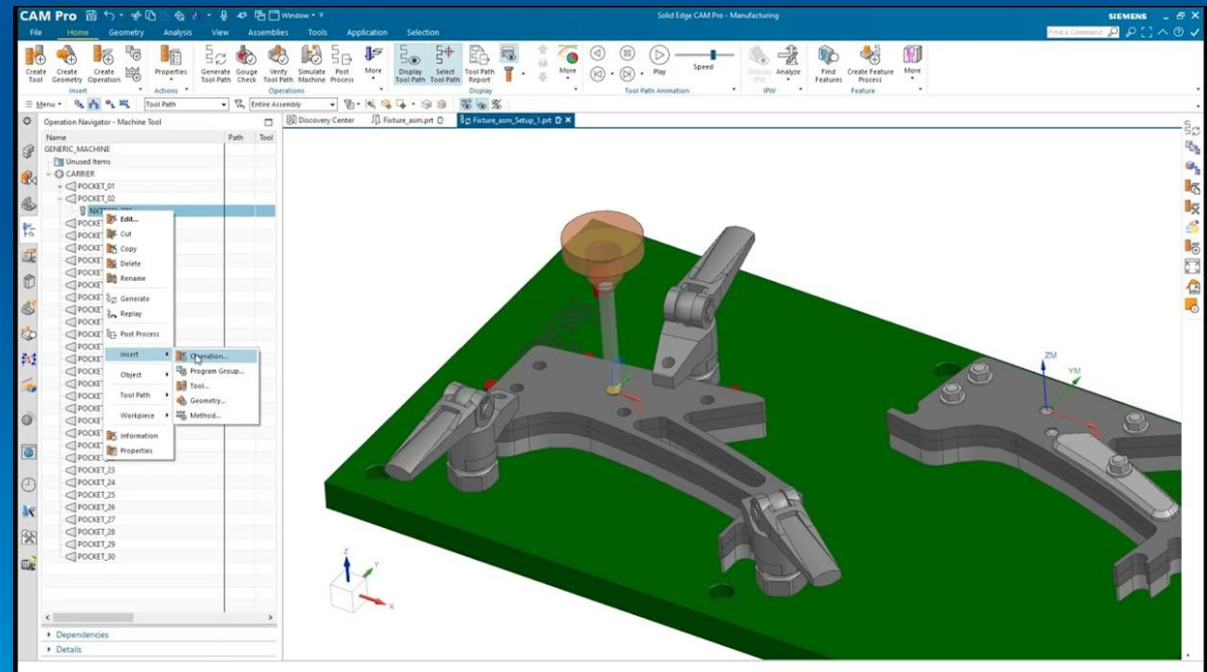 CAM Pro
Window
Solid Edge CAM Pro - Manufacturing
SIEMENS
File Home Geometry Analysis View Assemblies Tools Application Selection
Find a Command
Create Tool
Create Geometry
Create Operation
Properties
Generate Tool Path
Gouge Check
Verify Tool Path
Simulate Machine
Post Process
More
Display Tool Path
Select Tool Path
Tool Path Report
More
Play
Speed
Display IPW
Analyze
Find Features
Create Feature Process
More
Insert Actions Operations Display Tool Path Animation IPW Feature
Menu Tool Path Entire Assembly
Operation Navigator - Machine Tool
Discovery Center Fixture_asm.prt Fixture_asm_Setup_1.prt
Name Path Tool
GENERIC_MACHINE
Unused Items
CARRIER
POCKET_01
POCKET_02
Edit...
Cut
Copy
Delete
Rename
Generate
Replay
Post Process
Insert
Object
Tool Path
Workpiece
Information
Properties
Operation...
Program Group...
Tool...
Geometry...
Method...
POCKET_23
POCKET_24
POCKET_25
POCKET_26
POCKET_27
POCKET_28
POCKET_29
POCKET_30
Dependencies
Details
ZM
YM
Z
Y
X